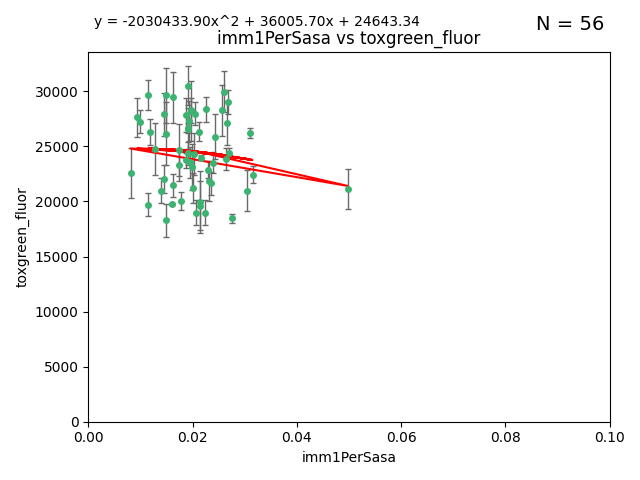 y = -2030433.90x^2 + 36005.70x + 24643.34
N = 56
imm1PerSasa vs toxgreen_fluor
30000
25000
20000
15000
10000
5000
0
toxgreen_fluor
0.00 0.02 0.04 0.06 0.08 0.10
imm1PerSasa